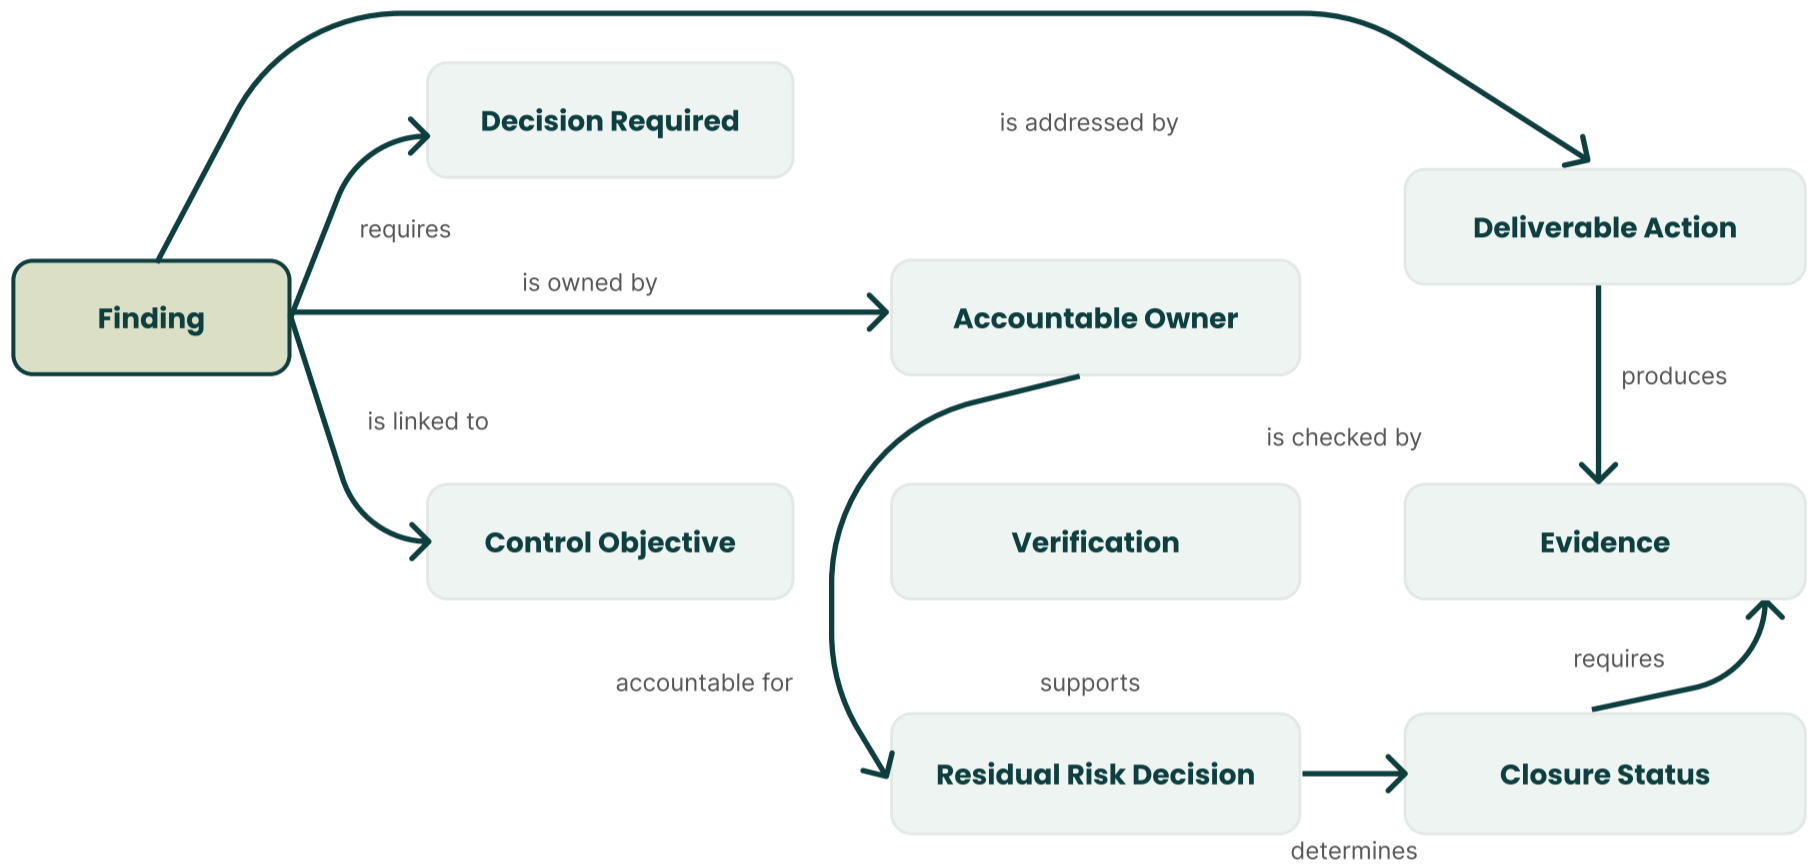 Decision Required
is addressed by
Deliverable Action
requires
is owned by
Finding
Accountable Owner
produces
is linked to
is checked by
Control Objective
Verification
Evidence
requires
accountable for
supports
Residual Risk Decision
Closure Status
determines